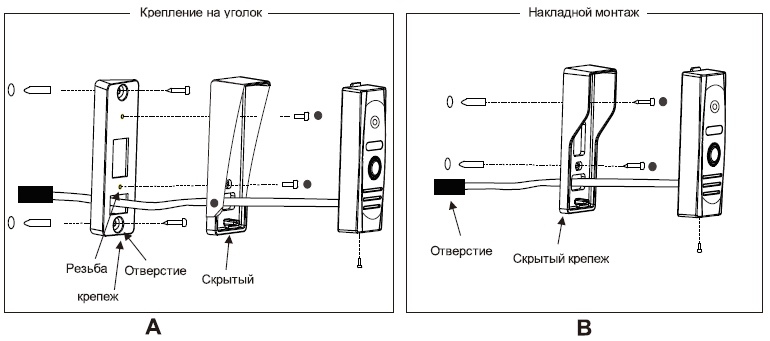 Крепление на уголок
Резьба
Отверстие
крепеж
Скрытый
A
Накладной монтаж
Отверстие
Скрытый крепеж
B